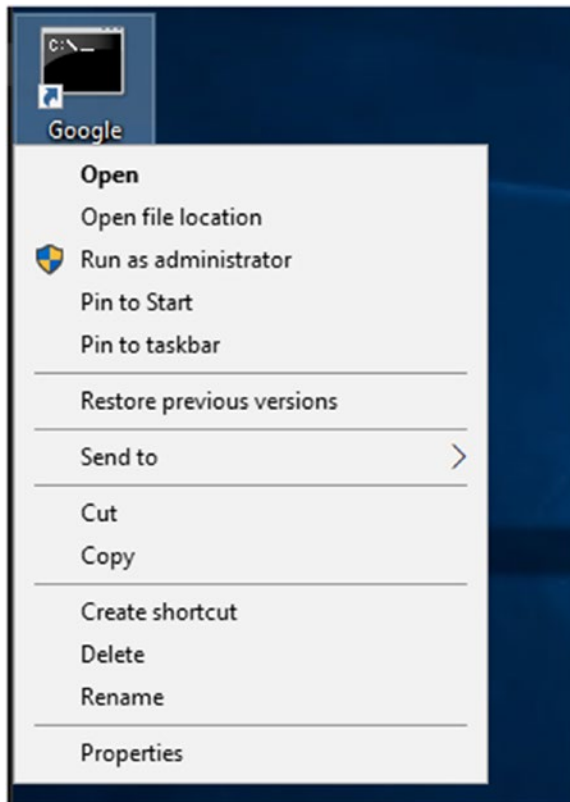 C:\_
Google
Open
Open file location
Run as administrator
Pin to Start
Pin to taskbar
Restore previous versions
Send to
Cut
Copy
Create shortcut
Delete
Rename
Properties